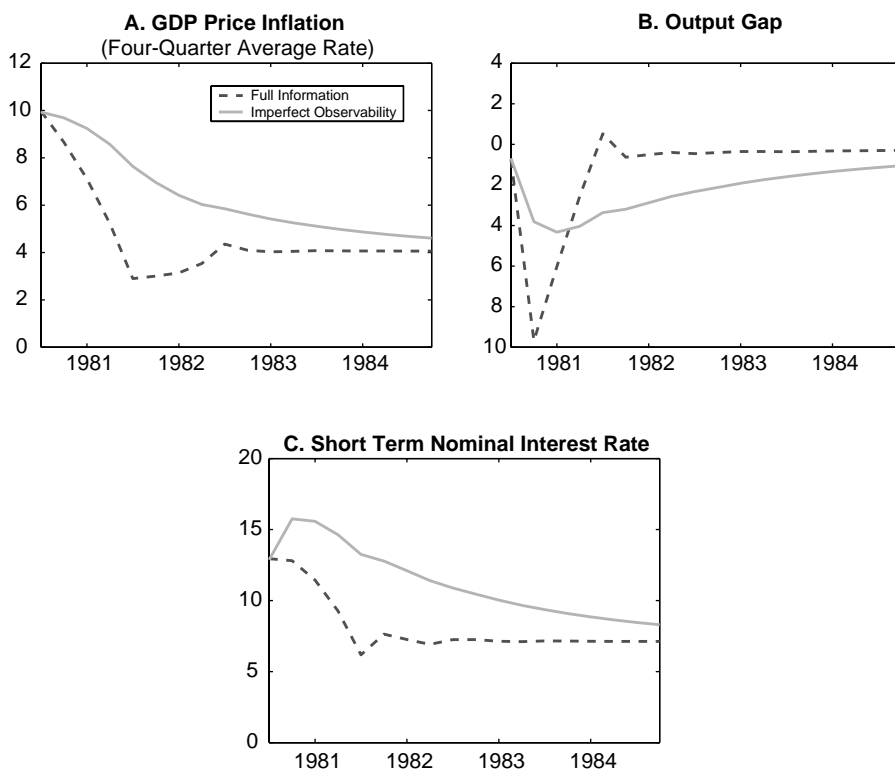 A. GDP Price Inflation
(Four-Quarter Average Rate)
12
10
8
6
4
2
0
Full Information
Imperfect Observability
1981 1982 1983 1984
B. Output Gap
4
2
0
2
4
6
8
10
1981 1982 1983 1984
C. Short Term Nominal Interest Rate
20
15
10
5
0
1981 1982 1983 1984